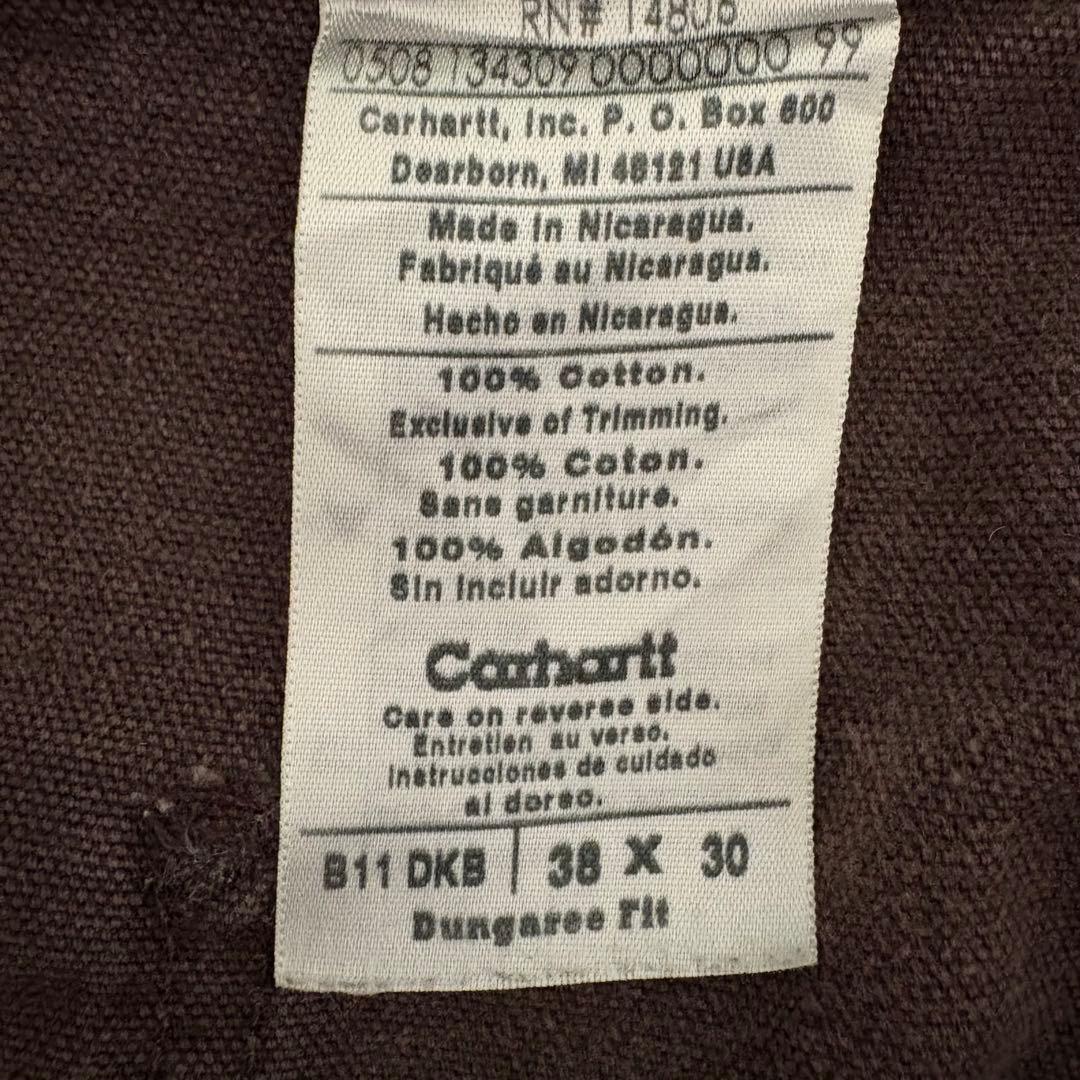 RN# 14806
0508 134309 0000000 99
Carhartt, Inc. P. O. Box 600
Dearborn, MI 48121 USA
Made in Nicaragua.
Fabriqué au Nicaragua.
Hecho en Nicaragua.
100% Cotton.
Exclusive of Trimming.
100% Coton.
Sans garniture.
100% Algodón.
Sin incluir adorno.
Carhartt
Care on reverse side.
Entretien au verso.
Instrucciones de cuidado
al dorso.
B11 DKB 38 X 30
Dungaree Fit